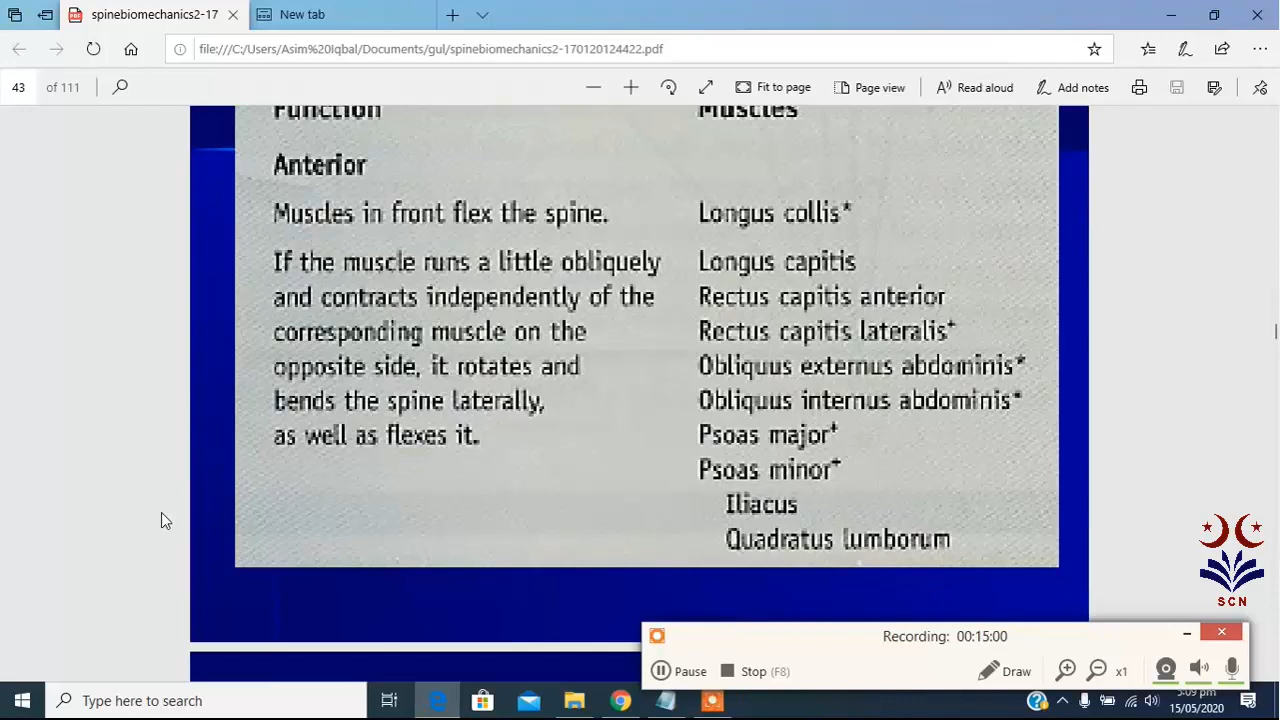 spinebiomechanics2-17
New tab
file:///C:/Users/Asim%20Iqbal/Documents/gul/spinebiomechanics2-170120124422.pdf
43 of 111
Fit to page
Page view
Read aloud
Add notes
Function Muscles
Anterior
Muscles in front flex the spine. Longus collis*
If the muscle runs a little obliquely Longus capitis
and contracts independently of the Rectus capitis anterior
corresponding muscle on the Rectus capitis lateralis+
opposite side, it rotates and Obliquus externus abdominis*
bends the spine laterally, Obliquus internus abdominis*
as well as flexes it. Psoas major+
Psoas minor+
Iliacus
Quadratus lumborum
SCN
Recording: 00:15:00
Pause Stop (F8) Draw x1
Type here to search
5:09 pm
15/05/2020